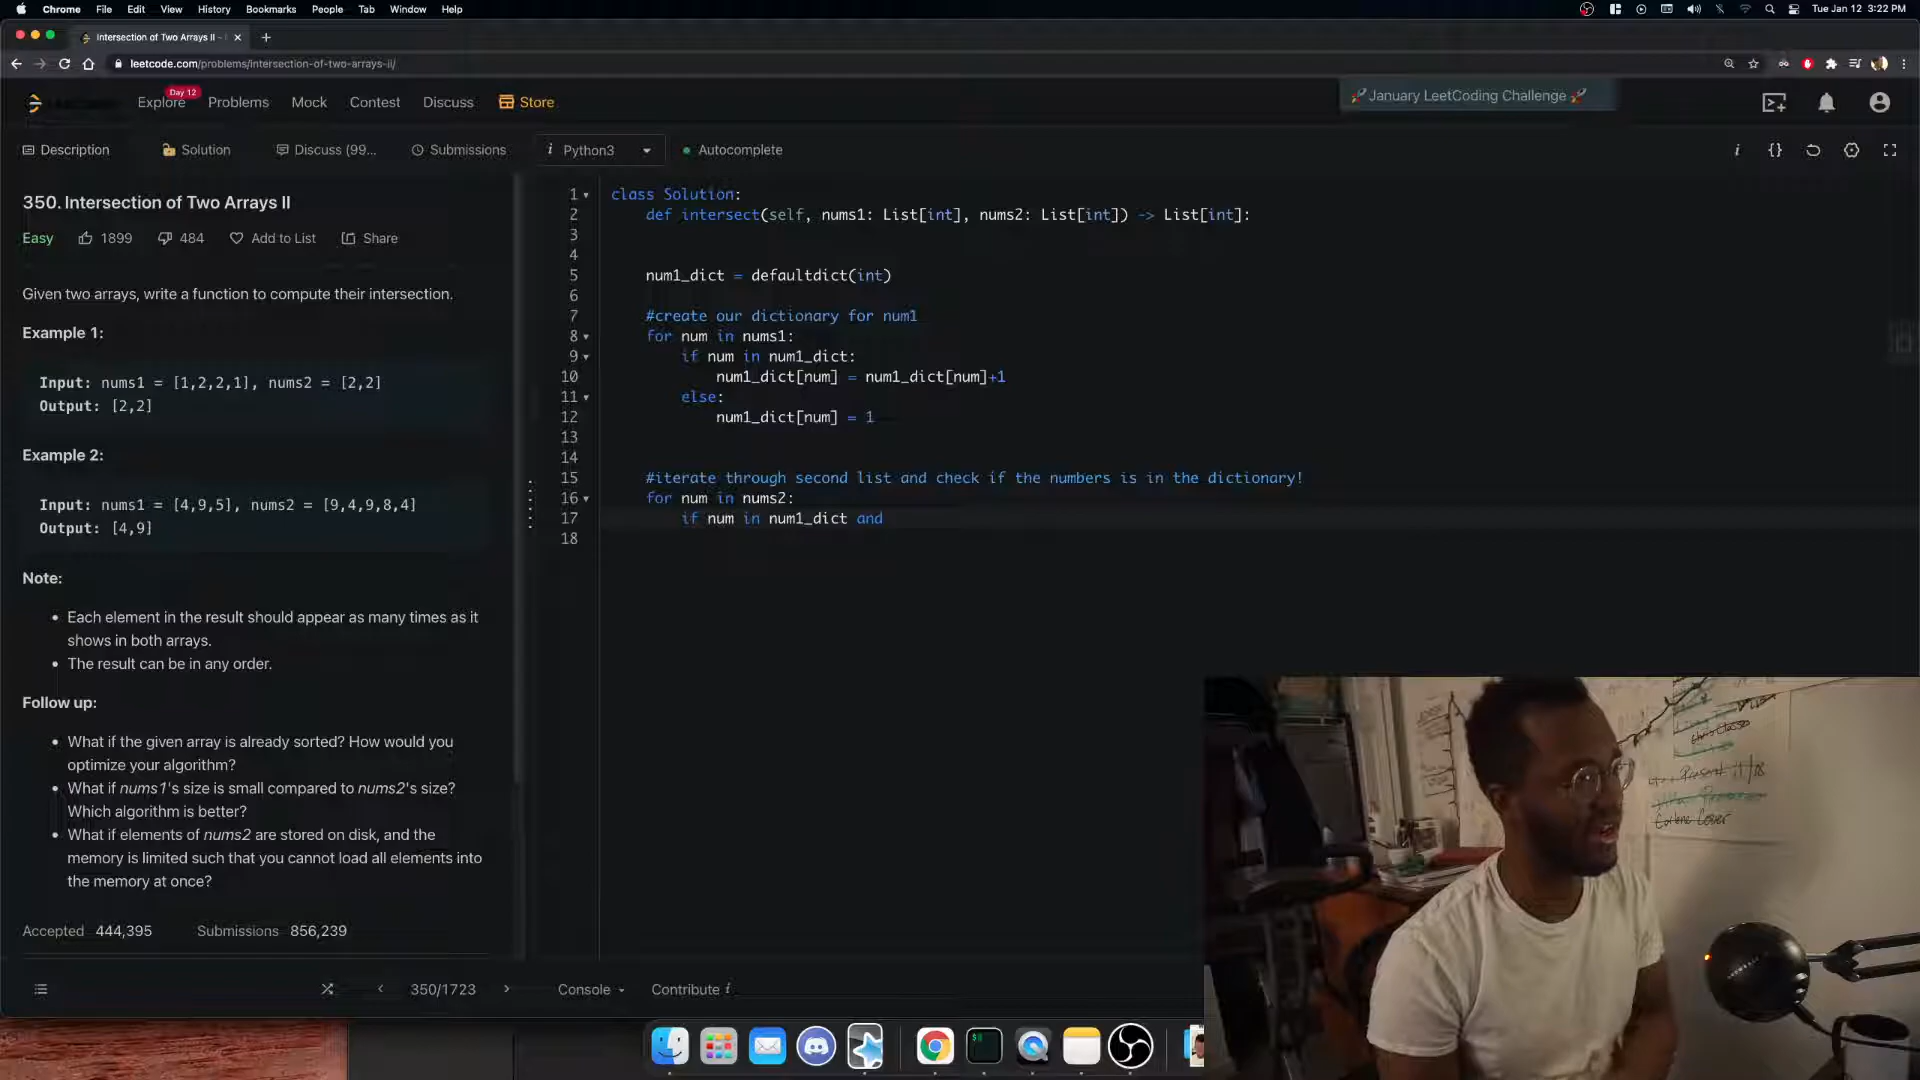 Chrome File Edit View History Bookmarks People Tab Window Help Tue Jan 12 3:22 PM
Intersection of Two Arrays II –
leetcode.com/problems/intersection-of-two-arrays-ii/
Explore Day 12 Problems Mock Contest Discuss Store January LeetCoding Challenge
Description Solution Discuss (99... Submissions i Python3 Autocomplete i {}
350. Intersection of Two Arrays II
Easy 1899 484 Add to List Share
Given two arrays, write a function to compute their intersection.
Example 1:
Input: nums1 = [1,2,2,1], nums2 = [2,2]
Output: [2,2]
Example 2:
Input: nums1 = [4,9,5], nums2 = [9,4,9,8,4]
Output: [4,9]
Note:
• Each element in the result should appear as many times as it
shows in both arrays.
• The result can be in any order.
Follow up:
• What if the given array is already sorted? How would you
optimize your algorithm?
• What if nums1's size is small compared to nums2's size?
Which algorithm is better?
• What if elements of nums2 are stored on disk, and the
memory is limited such that you cannot load all elements into
the memory at once?
Accepted 444,395 Submissions 856,239
350/1723
1 class Solution:
2 def intersect(self, nums1: List[int], nums2: List[int]) -> List[int]:
3
4
5 num1_dict = defaultdict(int)
6
7 #create our dictionary for num1
8 for num in nums1:
9 if num in num1_dict:
10 num1_dict[num] = num1_dict[num]+1
11 else:
12 num1_dict[num] = 1
13
14
15 #iterate through second list and check if the numbers is in the dictionary!
16 for num in nums2:
17 if num in num1_dict and
18
Console Contribute i